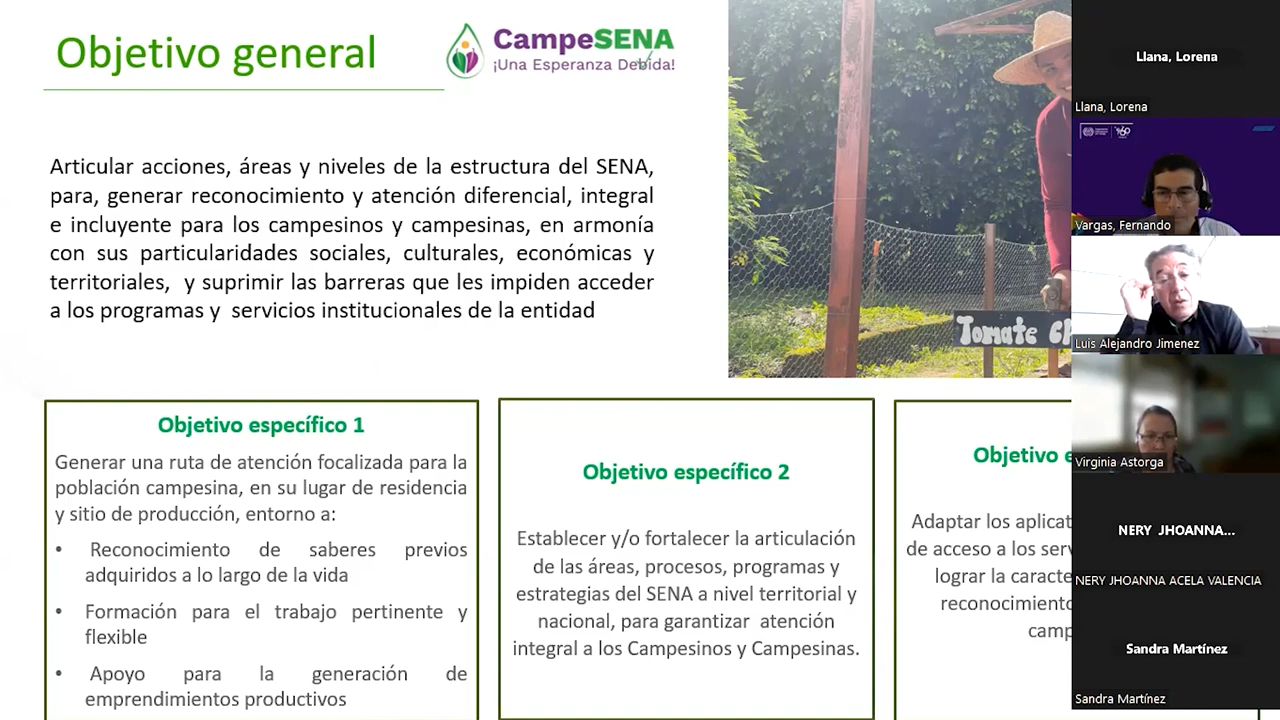 Objetivo general
CampeSENA
¡Una Esperanza Debida!
Articular acciones, áreas y niveles de la estructura del SENA,
para, generar reconocimiento y atención diferencial, integral
e incluyente para los campesinos y campesinas, en armonía
con sus particularidades sociales, culturales, económicas y
territoriales, y suprimir las barreras que les impiden acceder
a los programas y servicios institucionales de la entidad
Tomate
Objetivo específico 1
Generar una ruta de atención focalizada para la
población campesina, en su lugar de residencia
y sitio de producción, entorno a:
• Reconocimiento de saberes previos
adquiridos a lo largo de la vida
• Formación para el trabajo pertinente y
flexible
• Apoyo para la generación de
emprendimientos productivos
Objetivo específico 2
Establecer y/o fortalecer la articulación
de las áreas, procesos, programas y
estrategias del SENA a nivel territorial y
nacional, para garantizar atención
integral a los Campesinos y Campesinas.
Objetivo
Adaptar los
de acceso a los
lograr la
reconocimiento
Llana, Lorena
Llana, Lorena
Vargas, Fernando
Luis Alejandro Jimenez
Virginia Astorga
NERY JHOANNA...
NERY JHOANNA ACELA VALENCIA
Sandra Martínez
Sandra Martínez